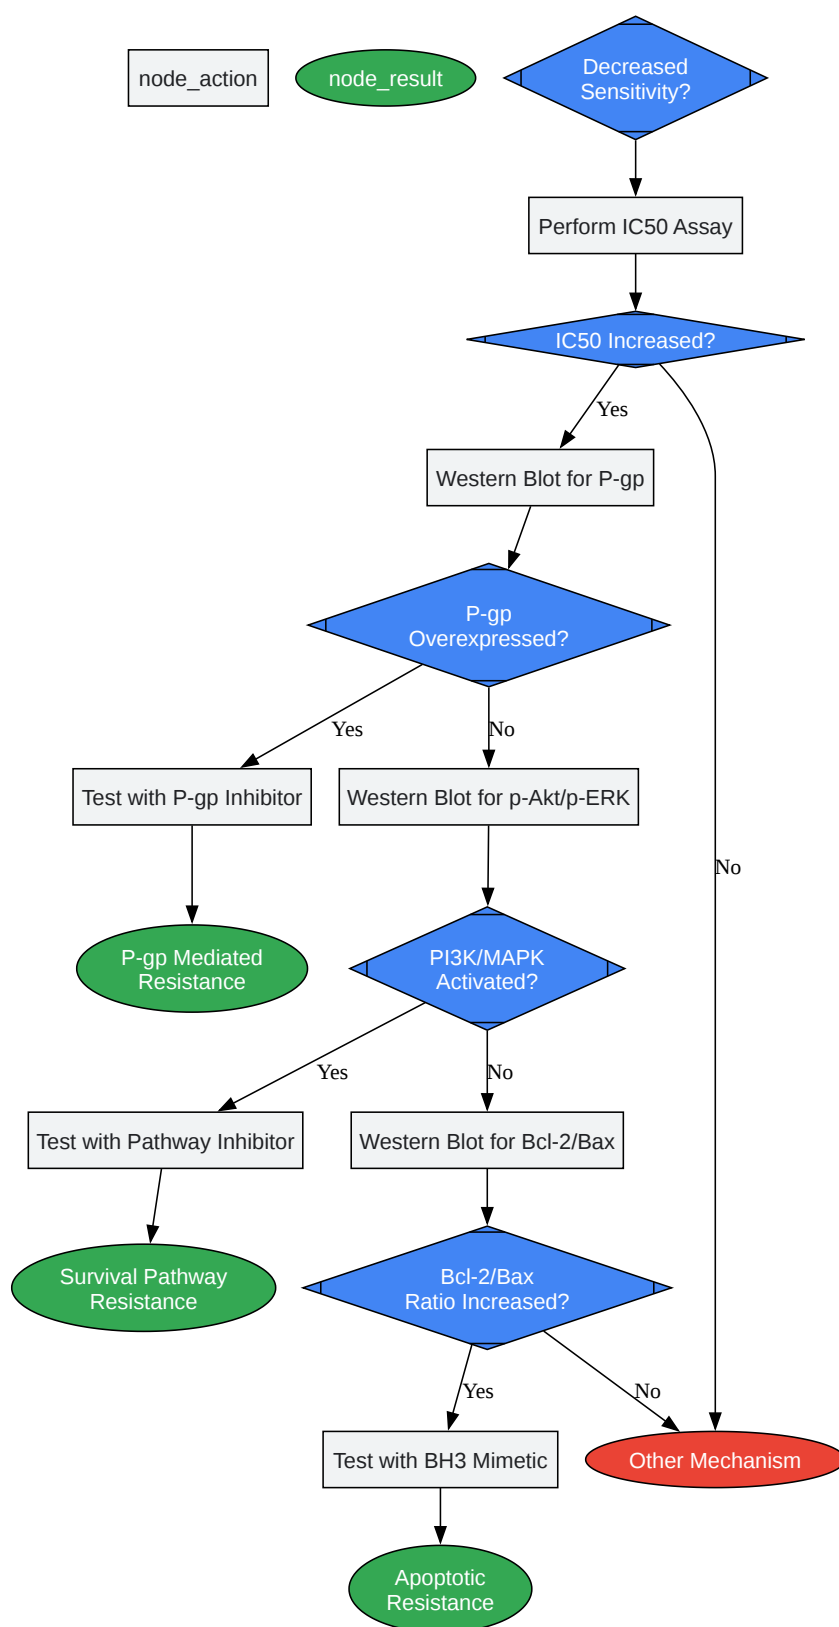 node_action
node_result
Decreased
Sensitivity?
Perform IC50 Assay
IC50 Increased?
Yes
Western Blot for P-gp
P-gp
Overexpressed?
Yes
No
Test with P-gp Inhibitor
Western Blot for p-Akt/p-ERK
No
P-gp Mediated
Resistance
PI3K/MAPK
Activated?
Yes
No
Test with Pathway Inhibitor
Western Blot for Bcl-2/Bax
Survival Pathway
Resistance
Bcl-2/Bax
Ratio Increased?
Yes
No
Test with BH3 Mimetic
Other Mechanism
Apoptotic
Resistance